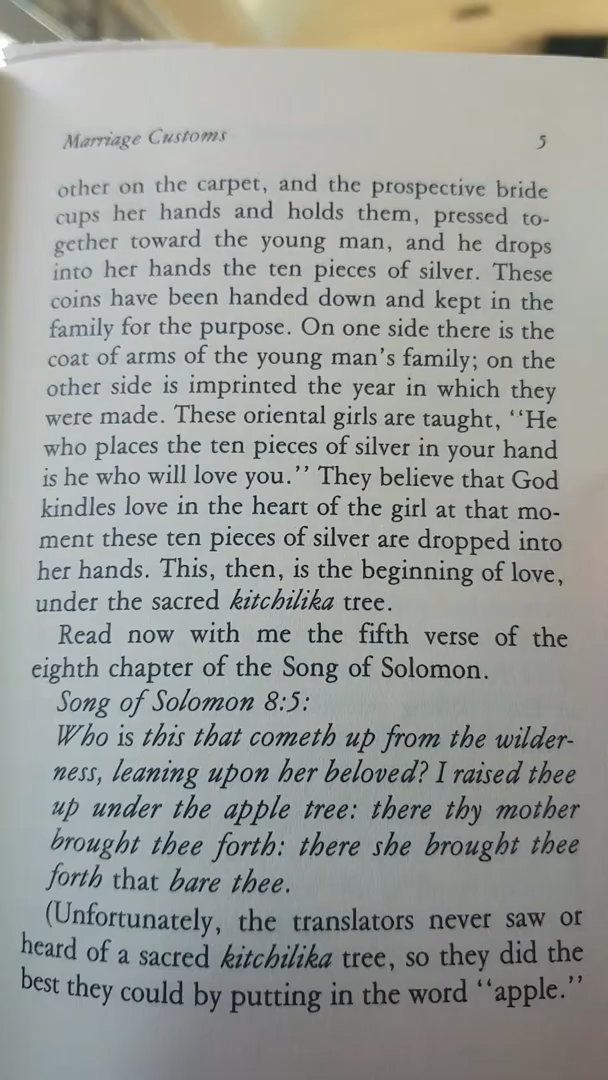 Marriage Customs 5
other on the carpet, and the prospective bride
cups her hands and holds them, pressed to-
gether toward the young man, and he drops
into her hands the ten pieces of silver. These
coins have been handed down and kept in the
family for the purpose. On one side there is the
coat of arms of the young man's family; on the
other side is imprinted the year in which they
were made. These oriental girls are taught, ‘‘He
who places the ten pieces of silver in your hand
is he who will love you.’’ They believe that God
kindles love in the heart of the girl at that mo-
ment these ten pieces of silver are dropped into
her hands. This, then, is the beginning of love,
under the sacred kitchilika tree.
Read now with me the fifth verse of the
eighth chapter of the Song of Solomon.
Song of Solomon 8:5:
Who is this that cometh up from the wilder-
ness, leaning upon her beloved? I raised thee
up under the apple tree: there thy mother
brought thee forth: there she brought thee
forth that bare thee.
(Unfortunately, the translators never saw or
heard of a sacred kitchilika tree, so they did the
best they could by putting in the word ‘‘apple.’’